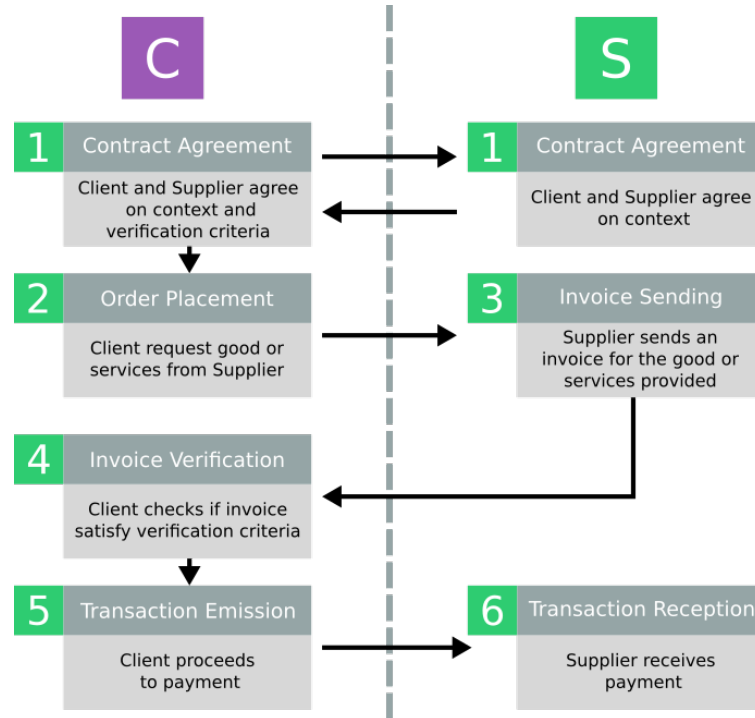 C
S
1
Contract Agreement
Client and Supplier agree
on context and
verification criteria
1
Contract Agreement
Client and Supplier agree
on context
2
Order Placement
Client request good or
services from Supplier
3
Invoice Sending
Supplier sends an
invoice for the good or
services provided
4
Invoice Verification
Client checks if invoice
satisfy verification criteria
5
Transaction Emission
Client proceeds
to payment
6
Transaction Reception
Supplier receives
payment